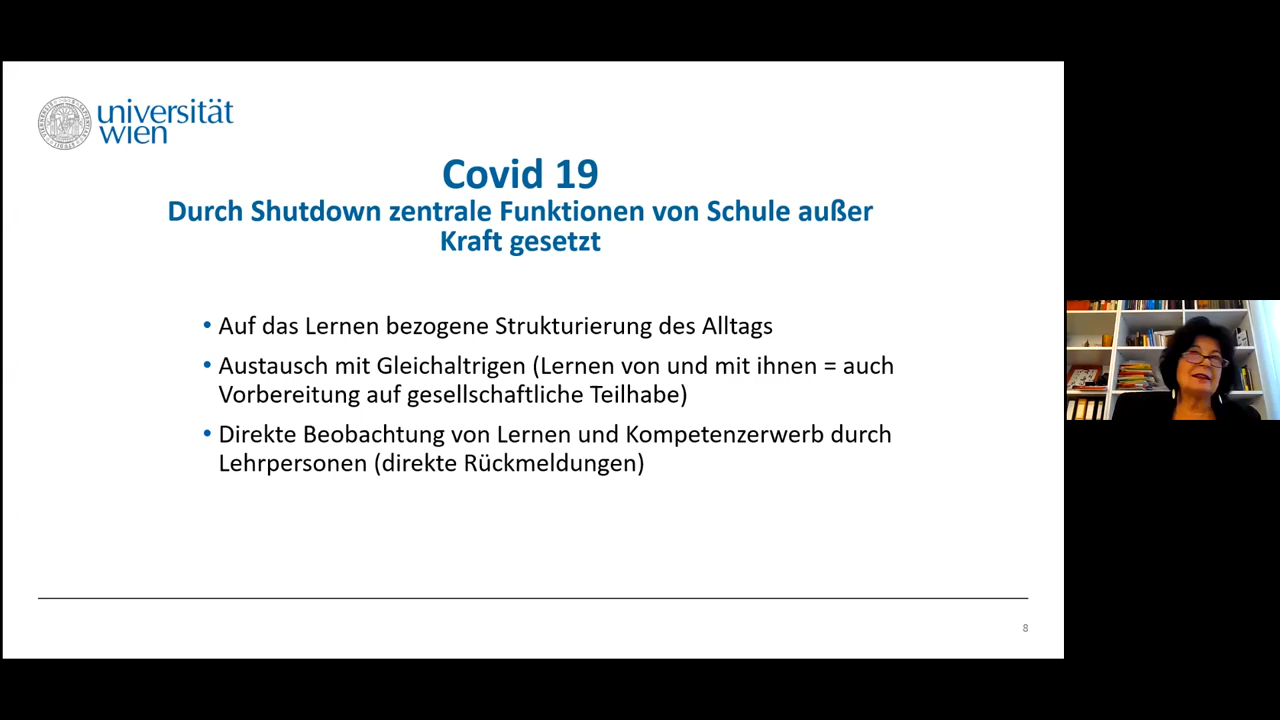 universität
wien
Covid 19
Durch Shutdown zentrale Funktionen von Schule außer
Kraft gesetzt
• Auf das Lernen bezogene Strukturierung des Alltags
• Austausch mit Gleichaltrigen (Lernen von und mit ihnen = auch
Vorbereitung auf gesellschaftliche Teilhabe)
• Direkte Beobachtung von Lernen und Kompetenzerwerb durch
Lehrpersonen (direkte Rückmeldungen)
8